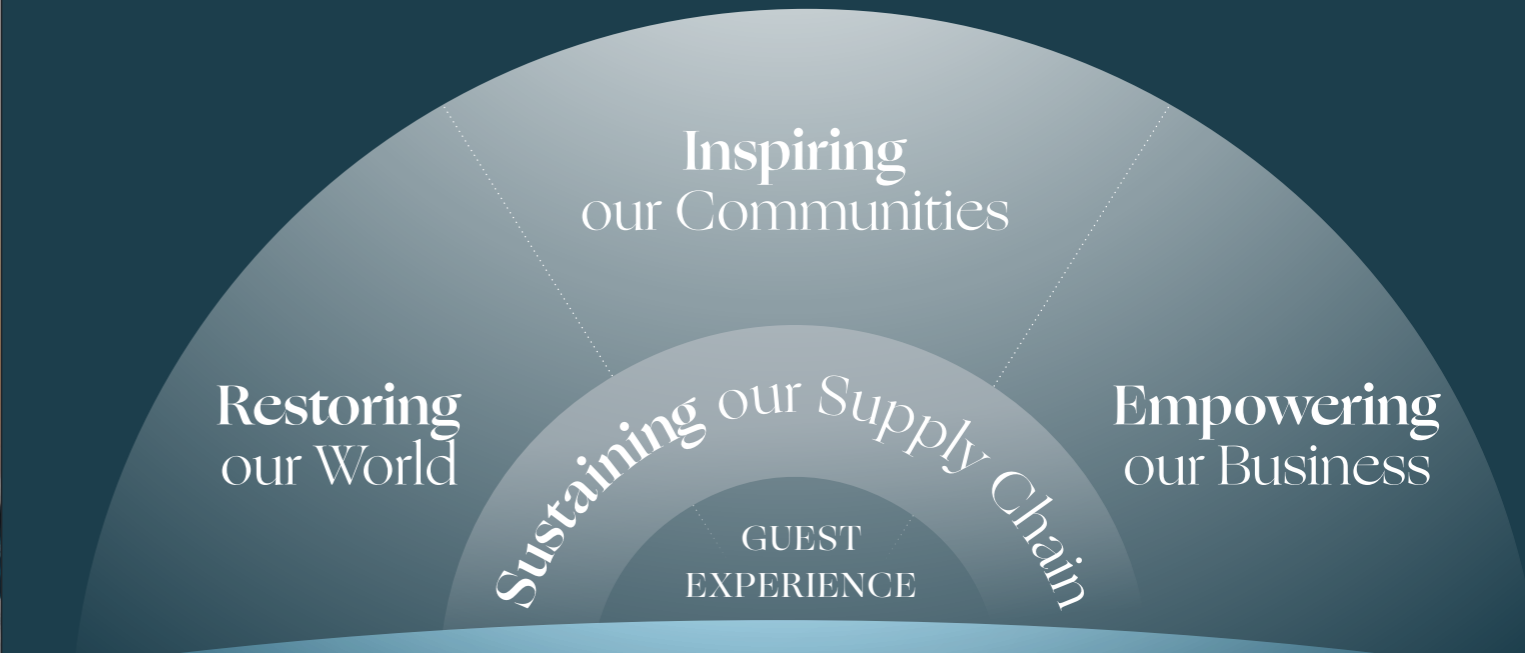 Inspiring
our Communities
Restoring
our World
Empowering
our Business
Sustaining our Supply Chain
GUEST
EXPERIENCE